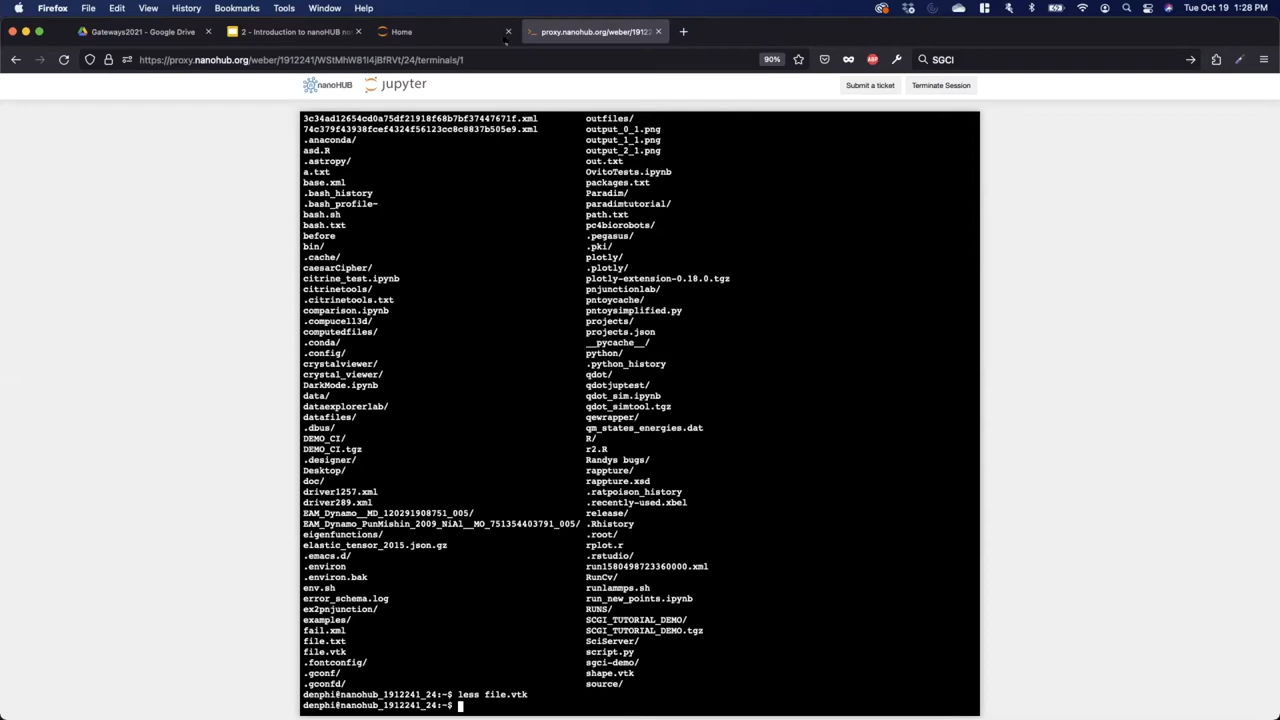 Firefox File Edit View History Bookmarks Tools Window Help
Mon Oct 18 1:28 PM
Gateways2021 - Google Drive
2 - Introduction to nanoHUB no
Home
proxy.nanohub.org/weber/1912
https://proxy.nanohub.org/weber/1912241/WStMhW81I4jBfRVt/24/terminals/1
90%
SGCI
nanoHUB jupyter
Submit a ticket
Terminate Session
3c34ad12654cd0a75df21918f68b7bf37447671f.xml
74c379f43938fcef4324f56123cc8c8837b505e9.xml
.anaconda/
asd.R
.astropy/
a.txt
base.xml
.bash_history
.bash_profile~
bash.sh
bash.txt
before
bin/
.cache/
caesarCipher/
citrine_test.ipynb
citrinetools/
.citrinetools.txt
comparison.ipynb
.compucell3d/
computedfiles/
.conda/
.config/
crystalviewer/
crystal_viewer/
DarkMode.ipynb
data/
dataexplorerlab/
datafiles/
.dbus/
DEMO_CI/
DEMO_CI.tgz
.designer/
Desktop/
doc/
driver1257.xml
driver289.xml
EAM_Dynamo__MD_120291908751_005/
EAM_Dynamo_PunMishin_2009_NiAl__MO_751354403791_005/
eigenfunctions/
elastic_tensor_2015.json.gz
.emacs.d/
.environ
.environ.bak
env.sh
error_schema.log
ex2pnjunction/
examples/
fail.xml
file.txt
file.vtk
.fontconfig/
.gconf/
.gconfd/
outfiles/
output_0_1.png
output_1_1.png
output_2_1.png
out.txt
OvitoTests.ipynb
packages.txt
Paradim/
paradimtutorial/
path.txt
pc4biorobots/
.pegasus/
.pki/
plotly/
.plotly/
plotly-extension-0.18.0.tgz
pnjunctionlab/
pntoycache/
pntoysimplified.py
projects/
projects.json
__pycache__/
python/
.python_history
qdot/
qdotjuptest/
qdot_sim.ipynb
qdot_simtool.tgz
qewrapper/
qm_states_energies.dat
R/
r2.R
Randys bugs/
rappture/
rappture.xsd
.ratpoison_history
.recently-used.xbel
release/
.Rhistory
.root/
rplot.r
.rstudio/
run1580498723360000.xml
RunCv/
runlammps.sh
run_new_points.ipynb
RUNS/
SCGI_TUTORIAL_DEMO/
SCGI_TUTORIAL_DEMO.tgz
SciServer/
script.py
sgci-demo/
shape.vtk
source/
denphi@nanohub_1912241_24:~$ less file.vtk
denphi@nanohub_1912241_24:~$